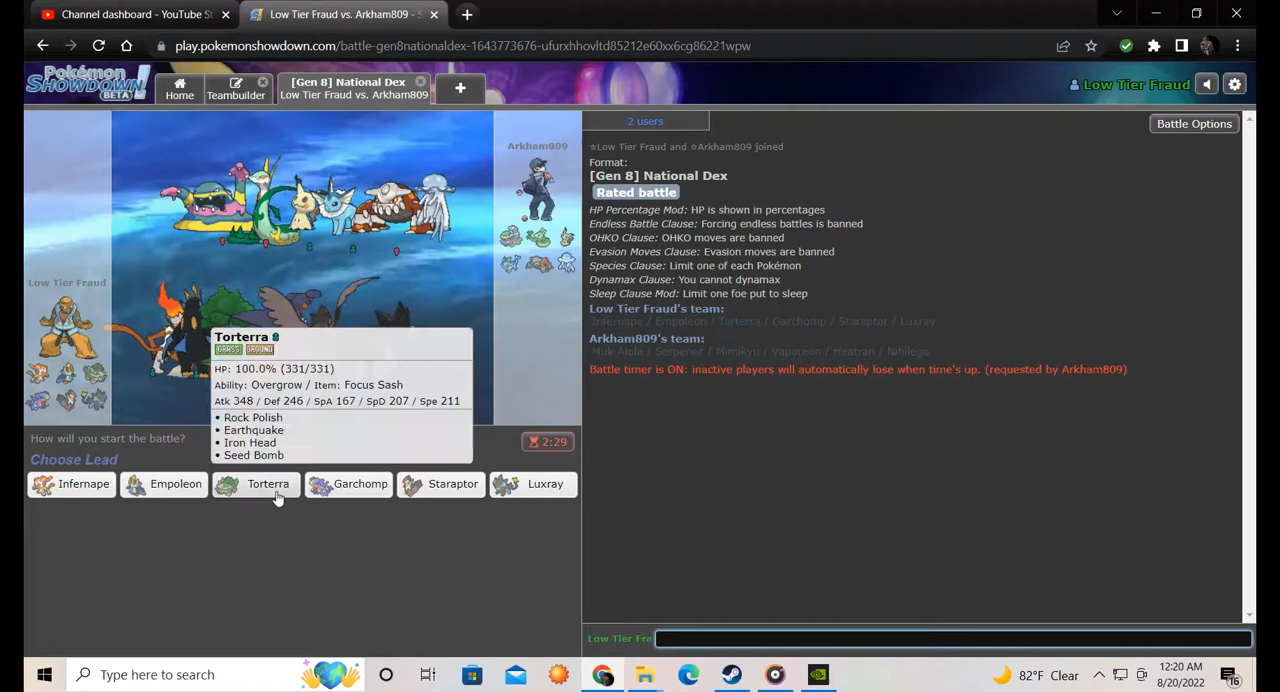 Channel dashboard - YouTube St
Low Tier Fraud vs. Arkham809 - S
play.pokemonshowdown.com/battle-gen8nationaldex-1643773676-ufurxhhovltd85212e60xx6cg86221wpw
Pokémon
SHOWDOWN!
BETA
Home
Teambuilder
[Gen 8] National Dex
Low Tier Fraud vs. Arkham809
Low Tier Fraud
2 users
Battle Options
Arkham809
☆Low Tier Fraud and ☆Arkham809 joined
Format:
[Gen 8] National Dex
Rated battle
HP Percentage Mod: HP is shown in percentages
Endless Battle Clause: Forcing endless battles is banned
OHKO Clause: OHKO moves are banned
Evasion Moves Clause: Evasion moves are banned
Species Clause: Limit one of each Pokémon
Dynamax Clause: You cannot dynamax
Sleep Clause Mod: Limit one foe put to sleep
Low Tier Fraud's team:
Infernape / Empoleon / Torterra / Garchomp / Staraptor / Luxray
Arkham809's team:
Muk-Alola / Serperior / Mimikyu / Vaporeon / Heatran / Nihilego
Battle timer is ON: inactive players will automatically lose when time's up. (requested by Arkham809)
Low Tier Fraud
Torterra
GRASS GROUND
HP: 100.0% (331/331)
Ability: Overgrow / Item: Focus Sash
Atk 348 / Def 246 / SpA 167 / SpD 207 / Spe 211
• Rock Polish
• Earthquake
• Iron Head
• Seed Bomb
How will you start the battle?
2:29
Choose Lead
Infernape
Empoleon
Torterra
Garchomp
Staraptor
Luxray
Low Tier Fra
Type here to search
82°F Clear
12:20 AM
8/20/2022
16